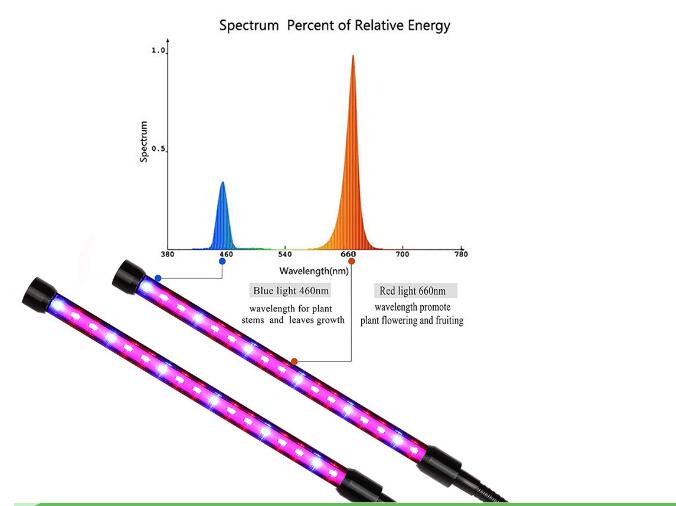 Spectrum Percent of Relative Energy
1.0
0.5
Spectrum
380 460 540 660 700 780
Wavelength(nm)
Blue light 460nm
wavelength for plant
stems and leaves growth
Red light 660nm
wavelength promote
plant flowering and fruiting